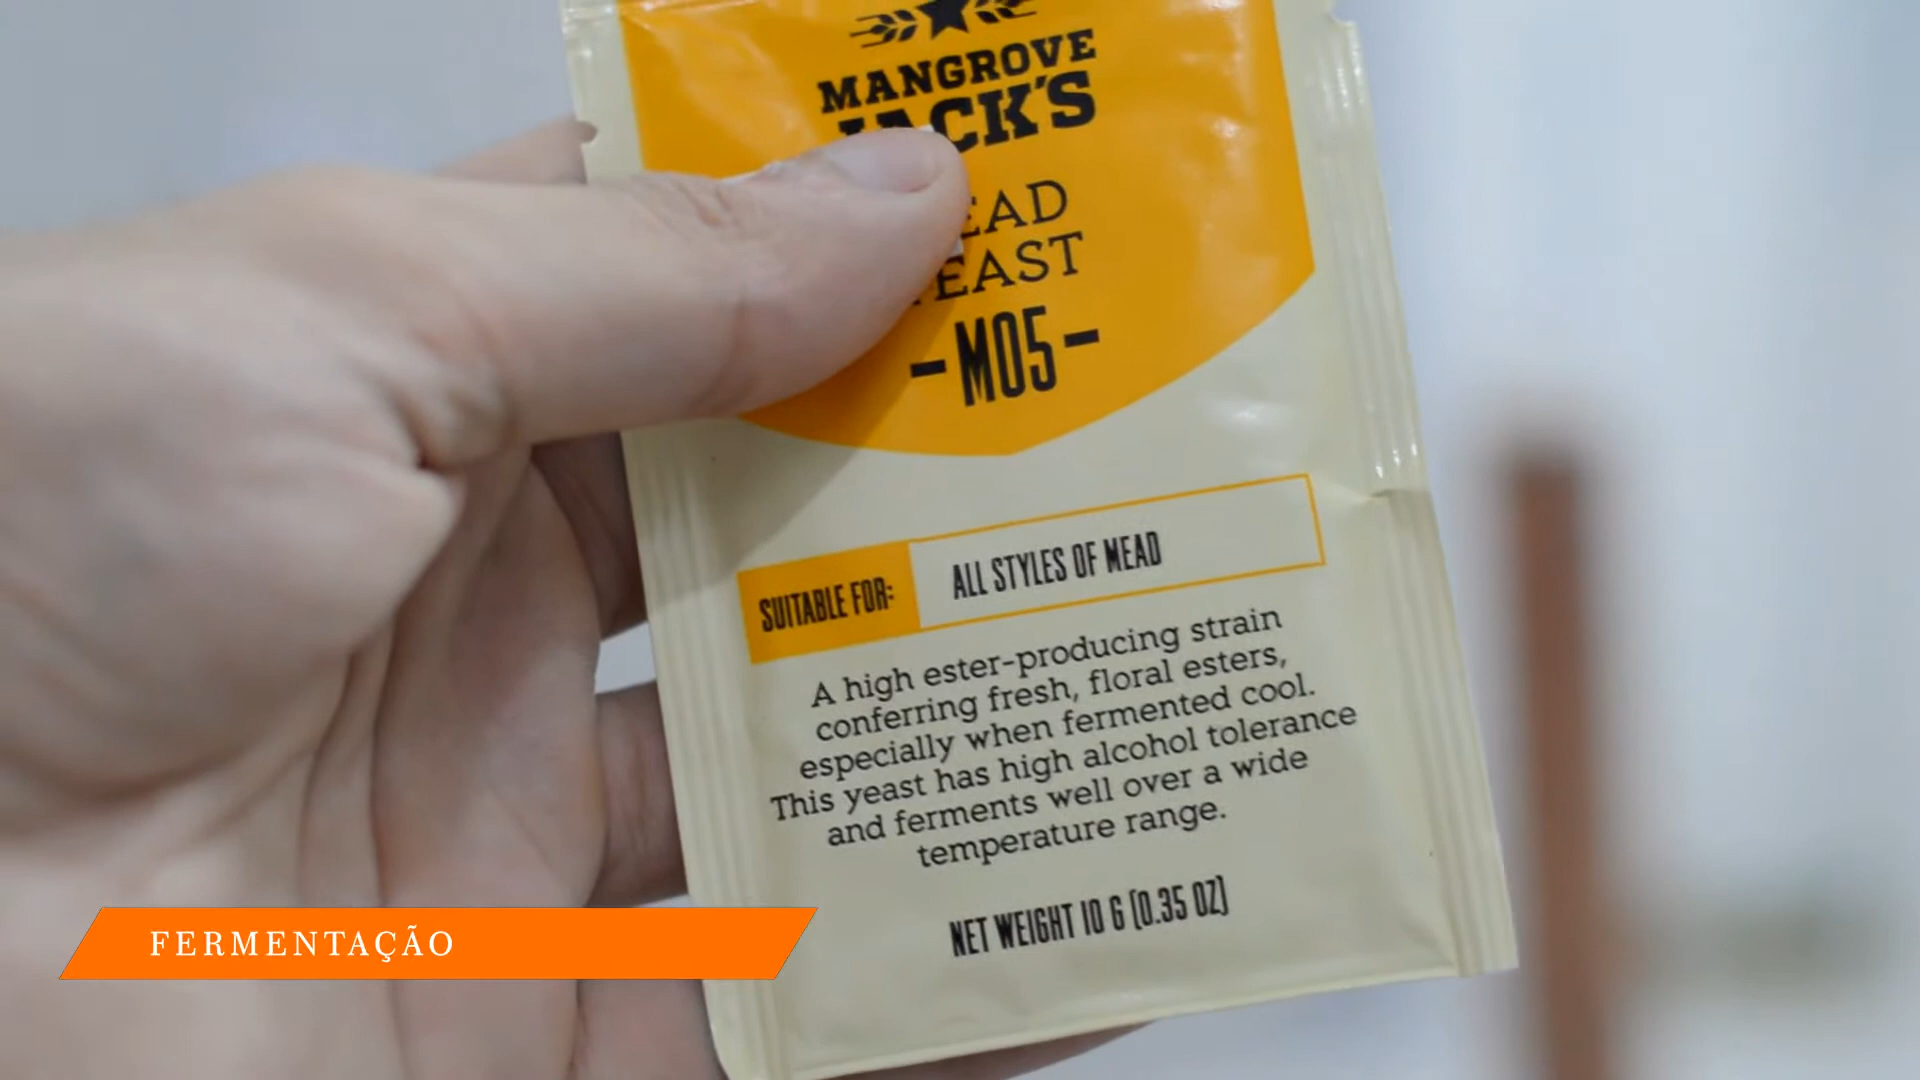 MANGROVE
JACK'S
EAD
EAST
-M05-
SUITABLE FOR: ALL STYLES OF MEAD
A high ester-producing strain
conferring fresh, floral esters,
especially when fermented cool.
This yeast has high alcohol tolerance
and ferments well over a wide
temperature range.
NET WEIGHT 10 G (0.35 OZ)
FERMENTAÇÃO